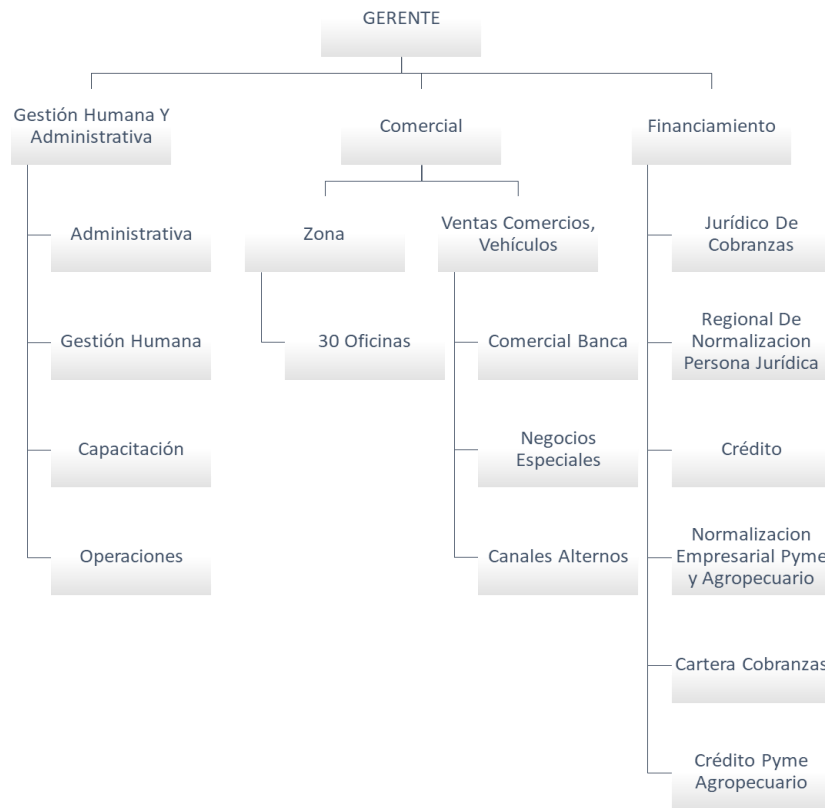 GERENTE
Gestión Humana Y
Administrativa
Comercial
Financiamiento
Administrativa
Zona
Ventas Comercios,
Vehículos
Jurídico De
Cobranzas
Gestión Humana
30 Oficinas
Comercial Banca
Regional De
Normalizacion
Persona Jurídica
Capacitación
Negocios
Especiales
Crédito
Operaciones
Canales Alternos
Normalizacion
Empresarial Pyme
y Agropecuario
Cartera Cobranzas
Crédito Pyme
Agropecuario